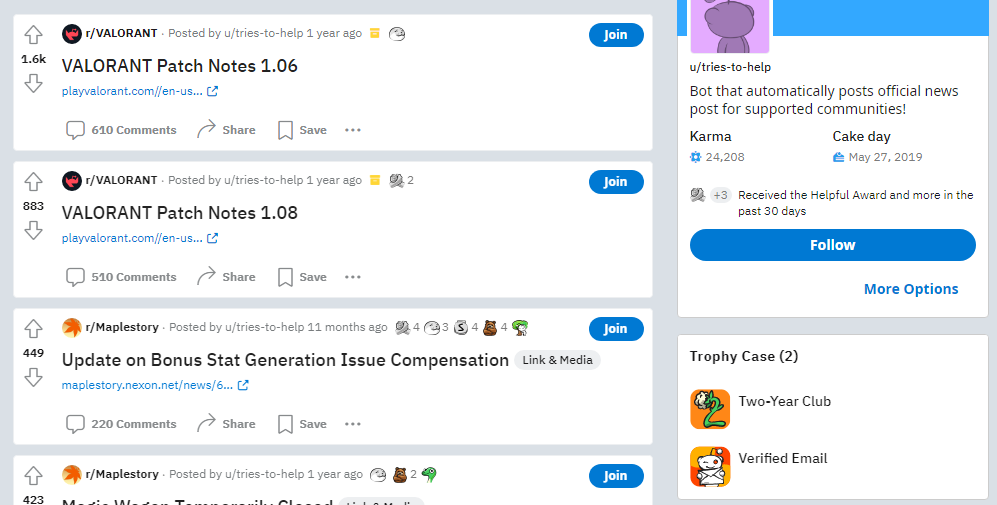 r/VALORANT · Posted by u/tries-to-help 1 year ago
Join
1.6k
VALORANT Patch Notes 1.06
playvalorant.com//en-us...
610 Comments Share Save ...
r/VALORANT · Posted by u/tries-to-help 1 year ago 2
Join
883
VALORANT Patch Notes 1.08
playvalorant.com//en-us...
510 Comments Share Save ...
r/Maplestory · Posted by u/tries-to-help 11 months ago 4 3 4 4
Join
449
Update on Bonus Stat Generation Issue Compensation Link & Media
maplestory.nexon.net/news/6...
220 Comments Share Save ...
r/Maplestory · Posted by u/tries-to-help 1 year ago 2
Join
423
Magic Wagon Temporarily Closed Link & Media
u/tries-to-help
Bot that automatically posts official news
post for supported communities!
Karma Cake day
24,208 May 27, 2019
+3 Received the Helpful Award and more in the
past 30 days
Follow
More Options
Trophy Case (2)
Two-Year Club
Verified Email